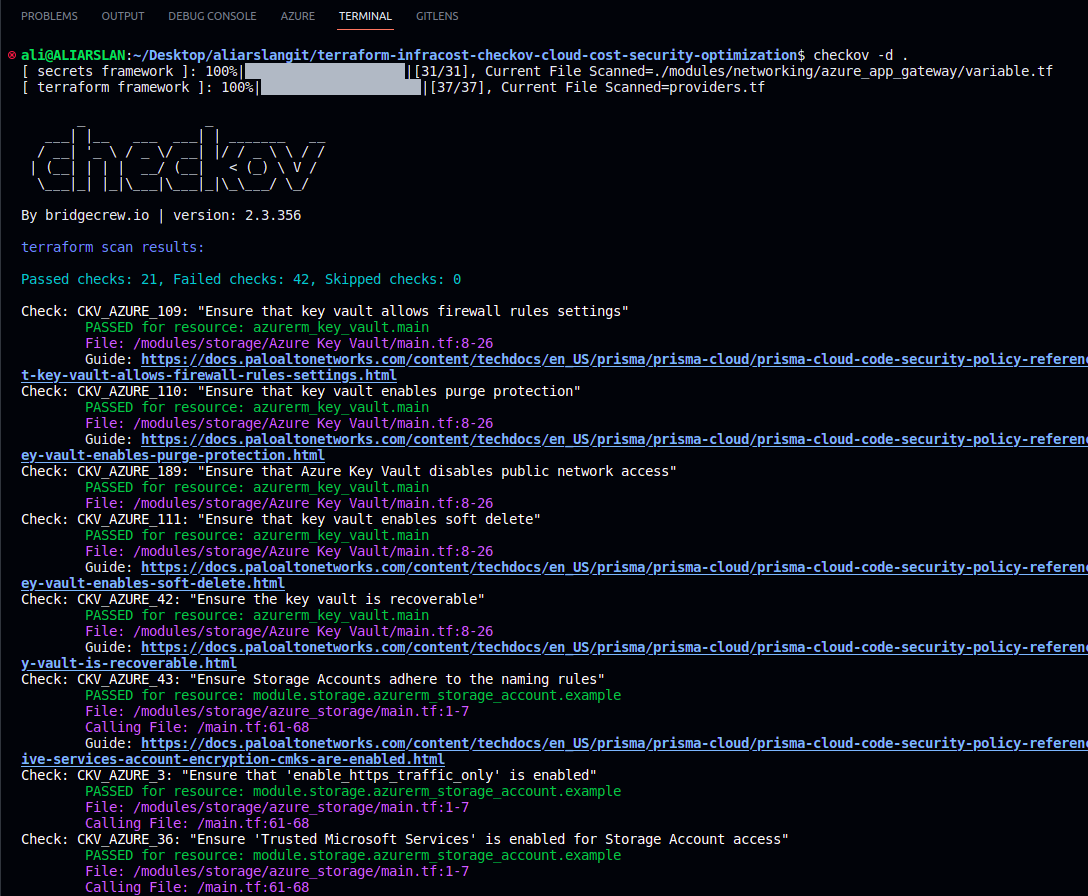 PROBLEMS OUTPUT DEBUG CONSOLE AZURE TERMINAL GITLENS
ali@ALIARSLAN:~/Desktop/aliarslangit/terraform-infracost-checkov-cloud-cost-security-optimization$ checkov -d .
[ secrets framework ]: 100%|████████████████████|[31/31], Current File Scanned=./modules/networking/azure_app_gateway/variable.tf
[ terraform framework ]: 100%|████████████████████|[37/37], Current File Scanned=providers.tf
checkov
By bridgecrew.io | version: 2.3.356
terraform scan results:
Passed checks: 21, Failed checks: 42, Skipped checks: 0
Check: CKV_AZURE_109: "Ensure that key vault allows firewall rules settings"
PASSED for resource: azurerm_key_vault.main
File: /modules/storage/Azure Key Vault/main.tf:8-26
Guide: https://docs.paloaltonetworks.com/content/techdocs/en_US/prisma/prisma-cloud/prisma-cloud-code-security-policy-referenc
t-key-vault-allows-firewall-rules-settings.html
Check: CKV_AZURE_110: "Ensure that key vault enables purge protection"
PASSED for resource: azurerm_key_vault.main
File: /modules/storage/Azure Key Vault/main.tf:8-26
Guide: https://docs.paloaltonetworks.com/content/techdocs/en_US/prisma/prisma-cloud/prisma-cloud-code-security-policy-referenc
ey-vault-enables-purge-protection.html
Check: CKV_AZURE_189: "Ensure that Azure Key Vault disables public network access"
PASSED for resource: azurerm_key_vault.main
File: /modules/storage/Azure Key Vault/main.tf:8-26
Check: CKV_AZURE_111: "Ensure that key vault enables soft delete"
PASSED for resource: azurerm_key_vault.main
File: /modules/storage/Azure Key Vault/main.tf:8-26
Guide: https://docs.paloaltonetworks.com/content/techdocs/en_US/prisma/prisma-cloud/prisma-cloud-code-security-policy-referenc
ey-vault-enables-soft-delete.html
Check: CKV_AZURE_42: "Ensure the key vault is recoverable"
PASSED for resource: azurerm_key_vault.main
File: /modules/storage/Azure Key Vault/main.tf:8-26
Guide: https://docs.paloaltonetworks.com/content/techdocs/en_US/prisma/prisma-cloud/prisma-cloud-code-security-policy-referenc
y-vault-is-recoverable.html
Check: CKV_AZURE_43: "Ensure Storage Accounts adhere to the naming rules"
PASSED for resource: module.storage.azurerm_storage_account.example
File: /modules/storage/azure_storage/main.tf:1-7
Calling File: /main.tf:61-68
Guide: https://docs.paloaltonetworks.com/content/techdocs/en_US/prisma/prisma-cloud/prisma-cloud-code-security-policy-referenc
ive-services-account-encryption-cmks-are-enabled.html
Check: CKV_AZURE_3: "Ensure that 'enable_https_traffic_only' is enabled"
PASSED for resource: module.storage.azurerm_storage_account.example
File: /modules/storage/azure_storage/main.tf:1-7
Calling File: /main.tf:61-68
Check: CKV_AZURE_36: "Ensure 'Trusted Microsoft Services' is enabled for Storage Account access"
PASSED for resource: module.storage.azurerm_storage_account.example
File: /modules/storage/azure_storage/main.tf:1-7
Calling File: /main.tf:61-68